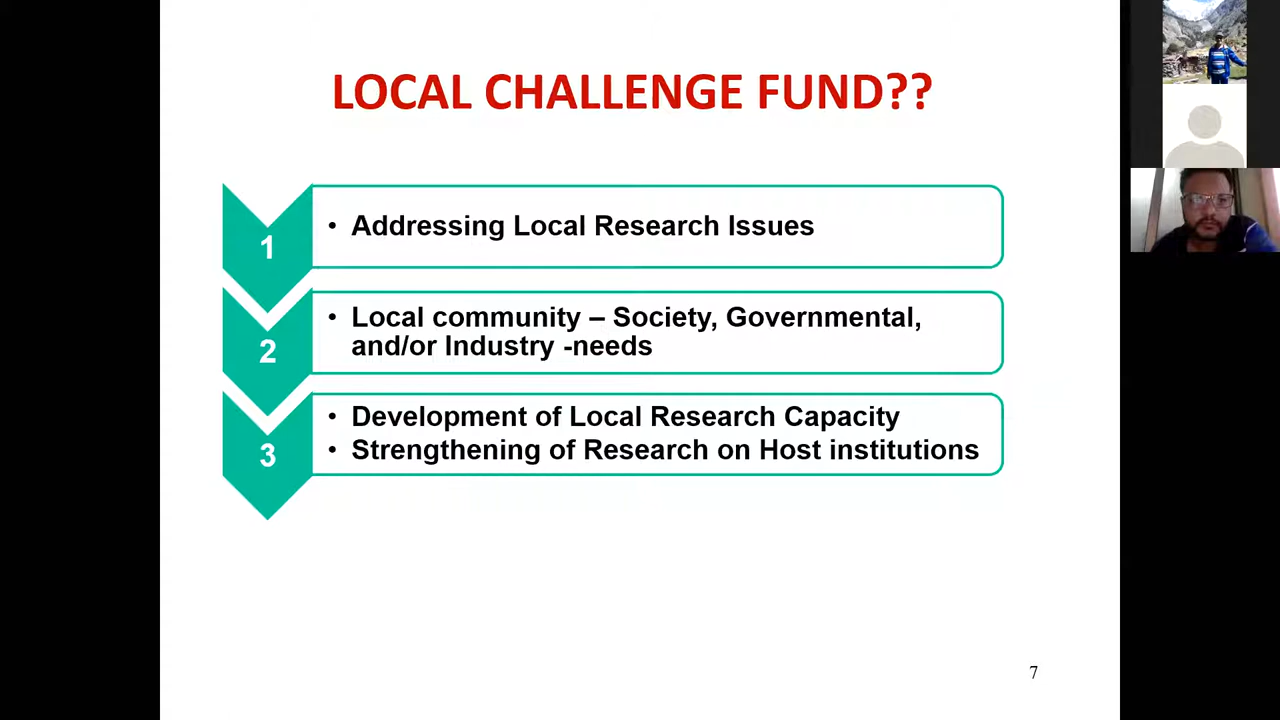 LOCAL CHALLENGE FUND??
1
• Addressing Local Research Issues
2
• Local community – Society, Governmental,
and/or Industry -needs
3
• Development of Local Research Capacity
• Strengthening of Research on Host institutions
7